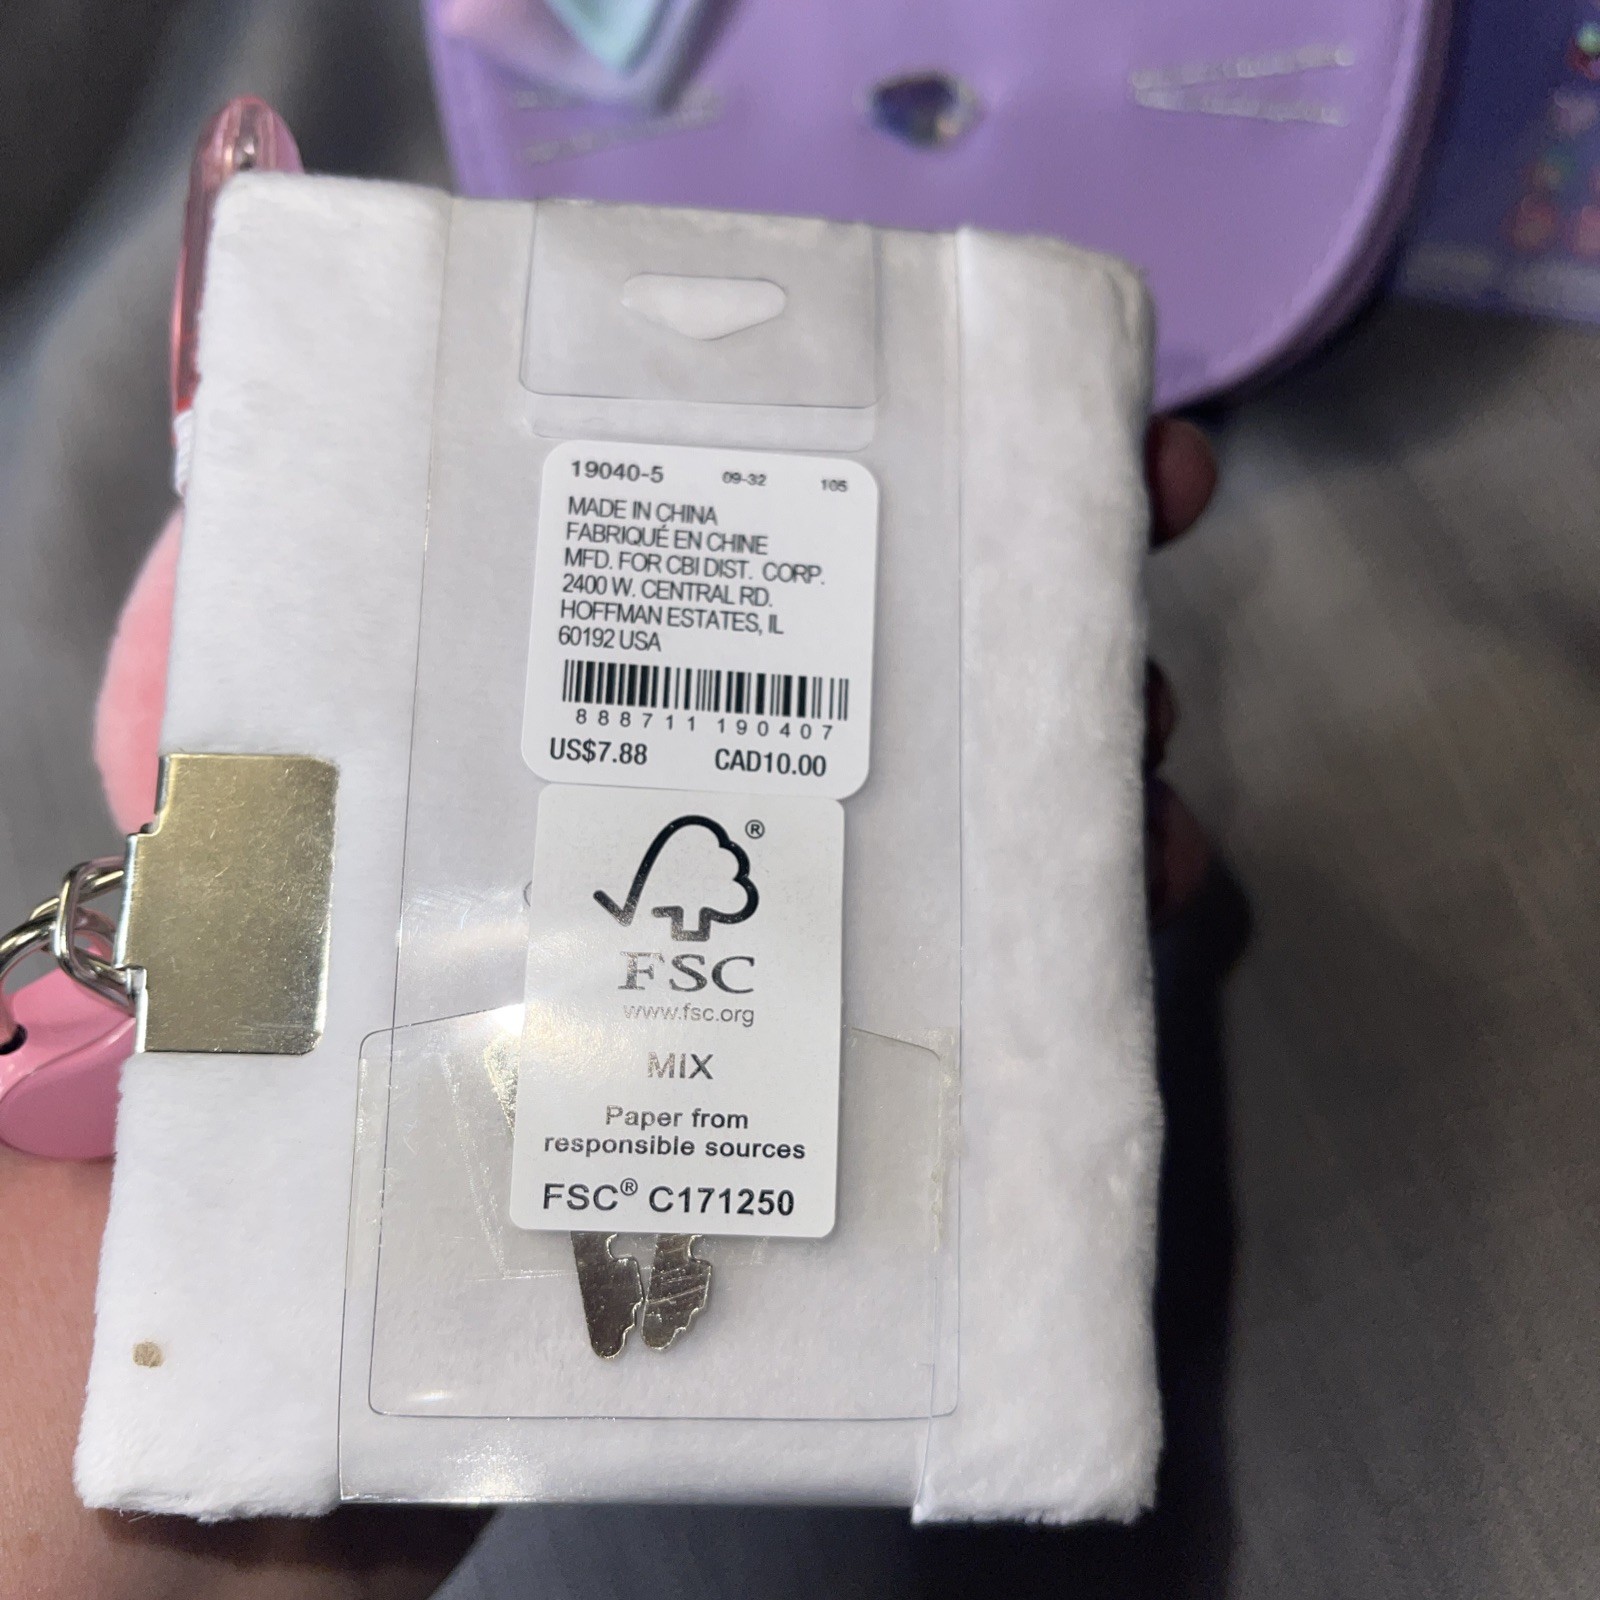 19040-5 09-32 105
MADE IN CHINA
FABRIQUÉ EN CHINE
MFD. FOR CBI DIST. CORP.
2400 W. CENTRAL RD.
HOFFMAN ESTATES, IL
60192 USA
888711 190407
US$7.88 CAD10.00
®
FSC
www.fsc.org
MIX
Paper from
responsible sources
FSC® C171250